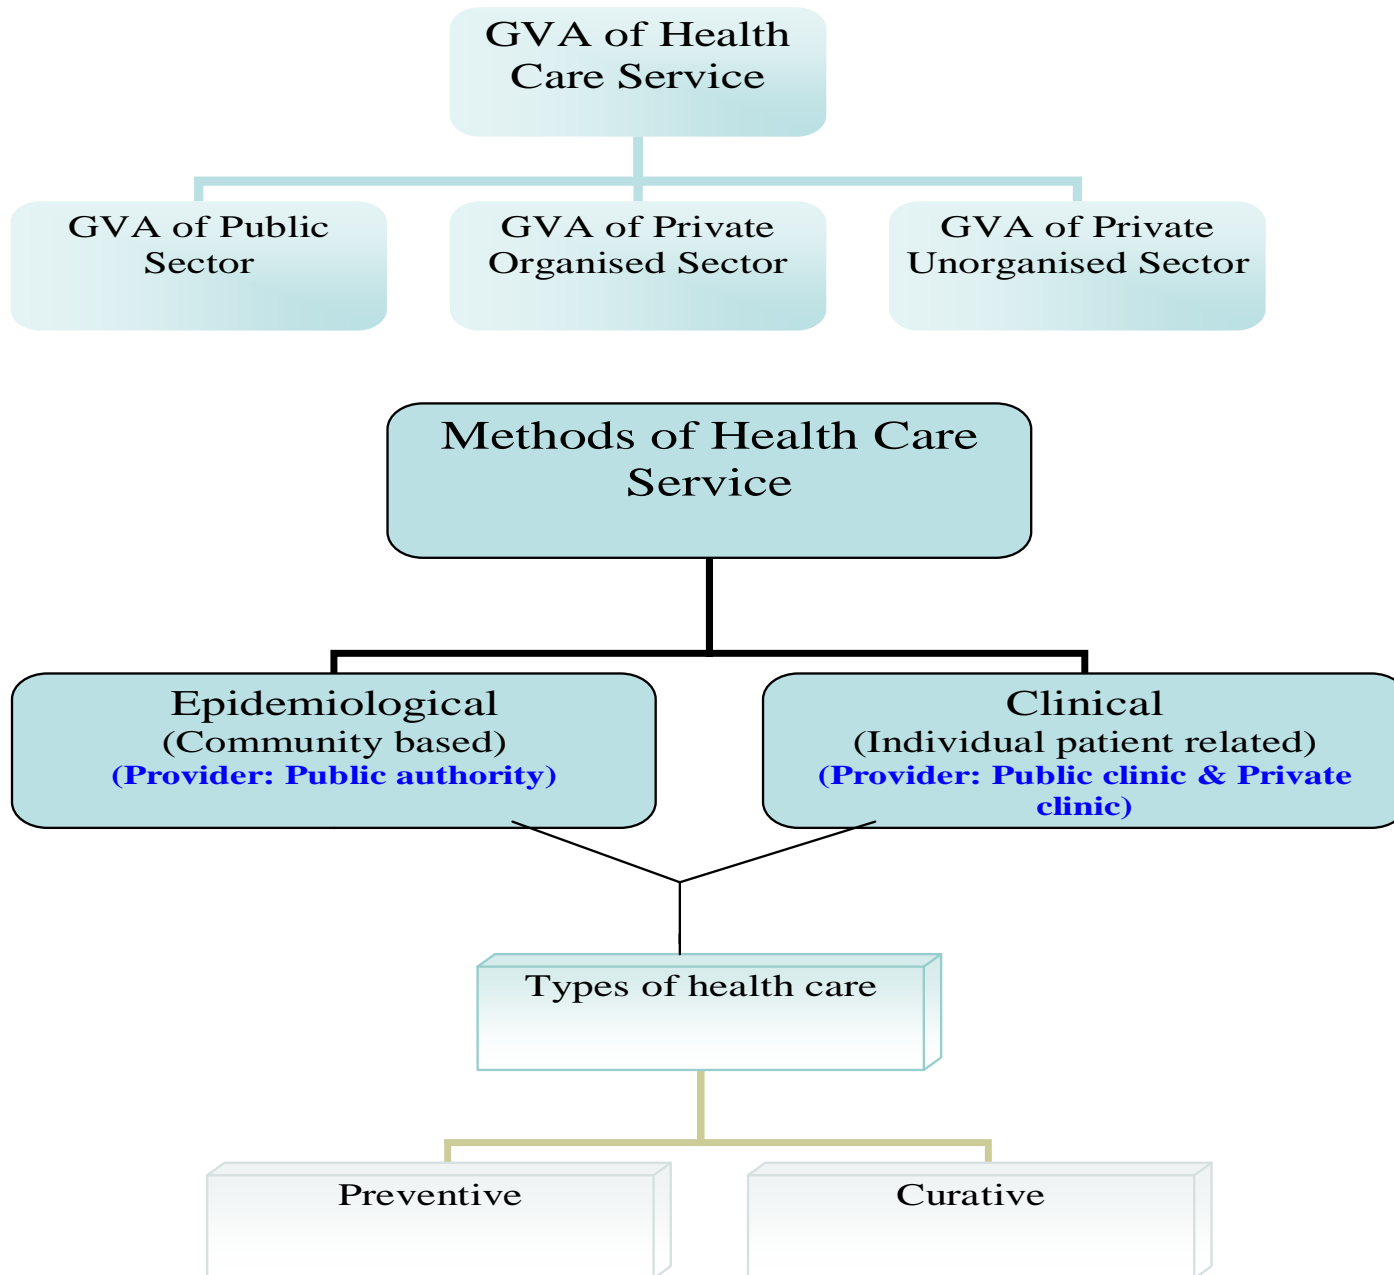 GVA of Health
Care Service
GVA of Public
Sector
GVA of Private
Organised Sector
GVA of Private
Unorganised Sector
Methods of Health Care
Service
Epidemiological
(Community based)
(Provider: Public authority)
Clinical
(Individual patient related)
(Provider: Public clinic & Private
clinic)
Types of health care
Preventive
Curative